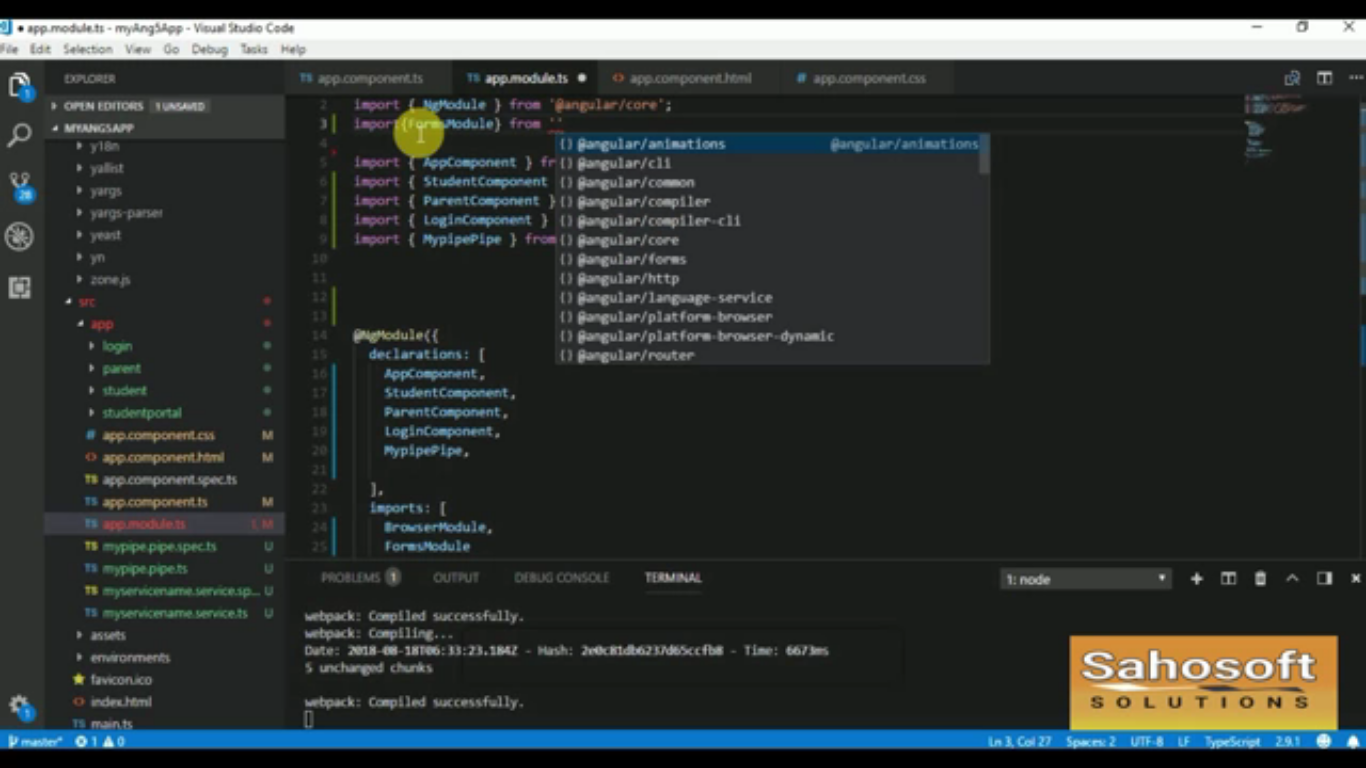 app.module.ts - myAng5App - Visual Studio Code
File Edit Selection View Go Debug Tasks Help
EXPLORER
OPEN EDITORS 1 UNSAVED
MYANG5APP
y18n
yallist
yargs
yargs-parser
yeast
yn
zone.js
src
app
login
parent
student
studentportal
# app.component.css M
<> app.component.html M
TS app.component.spec.ts
TS app.component.ts M
TS app.module.ts 1, M
TS mypipe.pipe.spec.ts U
TS mypipe.pipe.ts U
TS myservicename.service.sp... U
TS myservicename.service.ts U
assets
environments
favicon.ico
<> index.html
TS main.ts
TS app.component.ts TS app.module.ts <> app.component.html # app.component.css
2 import { NgModule } from '@angular/core';
3 import{FormsModule} from ''
4
5 import { AppComponent } fr
6 import { StudentComponent
7 import { ParentComponent }
8 import { LoginComponent }
9 import { MypipePipe } from
10
11
12
13
14 @NgModule({
15 declarations: [
16 AppComponent,
17 StudentComponent,
18 ParentComponent,
19 LoginComponent,
20 MypipePipe,
21
22 ],
23 imports: [
24 BrowserModule,
25 FormsModule
{} @angular/animations @angular/animations
{} @angular/cli
{} @angular/common
{} @angular/compiler
{} @angular/compiler-cli
{} @angular/core
{} @angular/forms
{} @angular/http
{} @angular/language-service
{} @angular/platform-browser
{} @angular/platform-browser-dynamic
{} @angular/router
PROBLEMS 1 OUTPUT DEBUG CONSOLE TERMINAL 1: node
webpack: Compiled successfully.
webpack: Compiling...
Date: 2018-08-18T06:33:23.184Z - Hash: 2e0c81db6237d65ccfb8 - Time: 6673ms
5 unchanged chunks
webpack: Compiled successfully.
Sahosoft
SOLUTIONS
1
28
1
master* 1 0 Ln 3, Col 27 Spaces: 2 UTF-8 LF TypeScript 2.9.1